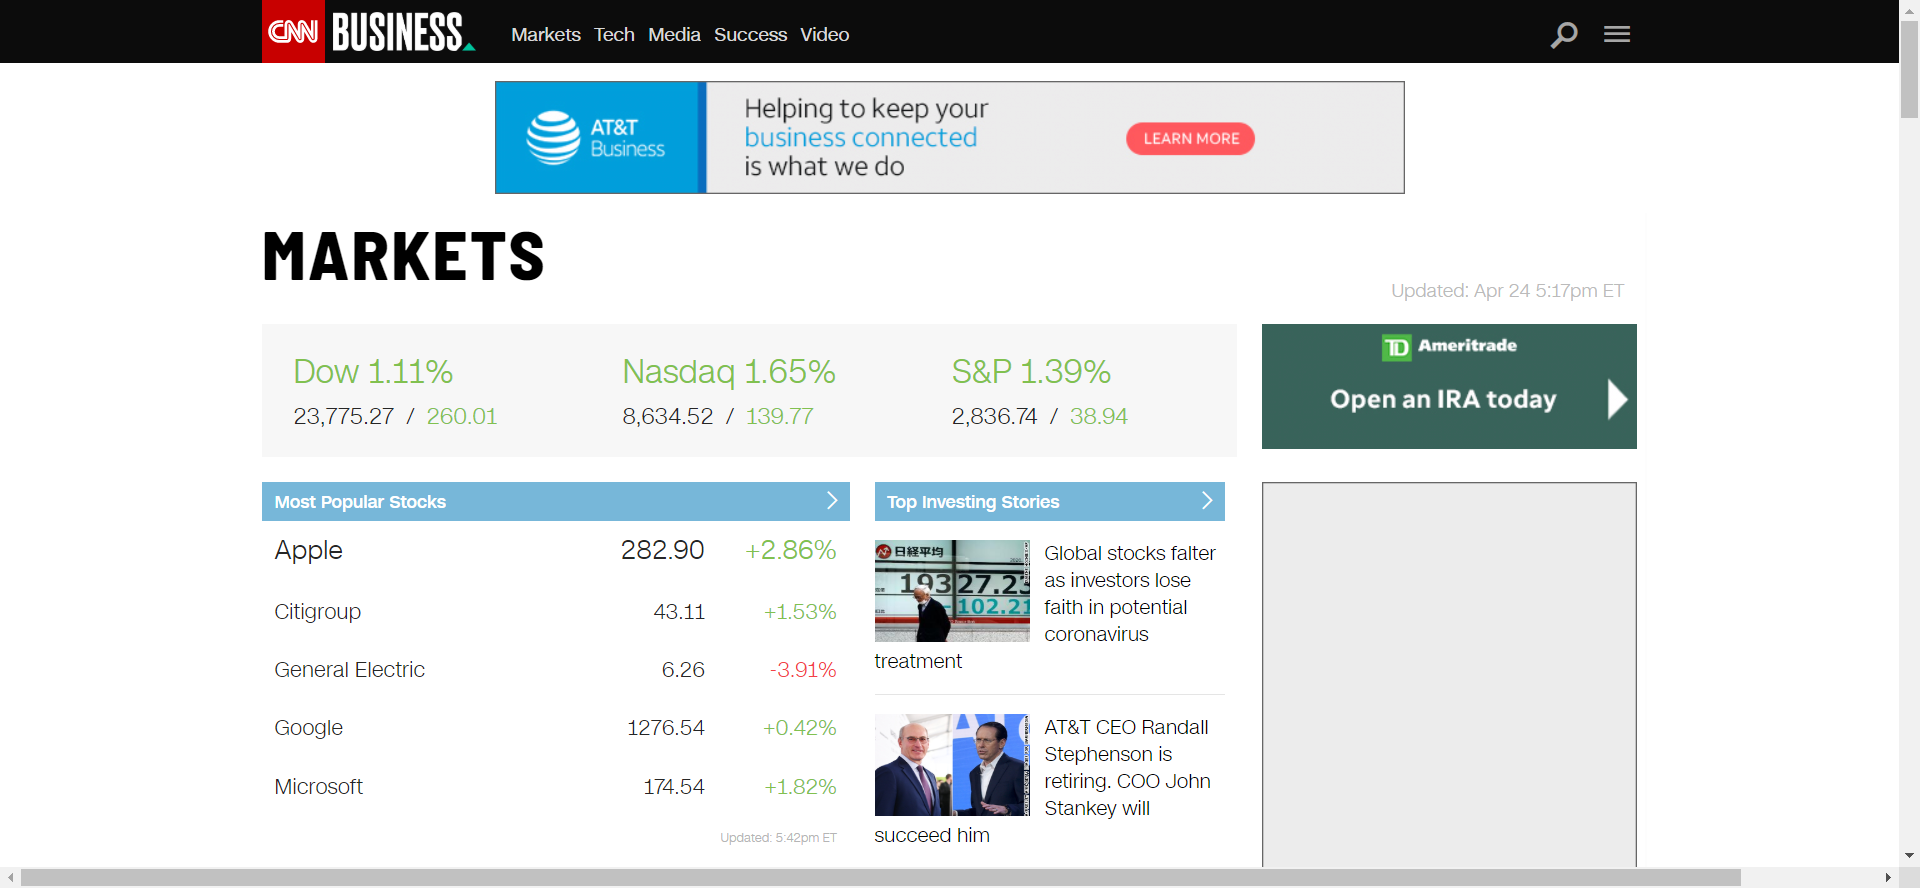 CNN BUSINESS
Markets Tech Media Success Video
AT&T
Business
Helping to keep your
business connected
is what we do
LEARN MORE
MARKETS
Updated: Apr 24 5:17pm ET
Dow 1.11%
23,775.27 / 260.01
Nasdaq 1.65%
8,634.52 / 139.77
S&P 1.39%
2,836.74 / 38.94
TD Ameritrade
Open an IRA today
Most Popular Stocks
Apple 282.90 +2.86%
Citigroup 43.11 +1.53%
General Electric 6.26 -3.91%
Google 1276.54 +0.42%
Microsoft 174.54 +1.82%
Updated: 5:42pm ET
Top Investing Stories
日経平均
19327.23
-102.21
Global stocks falter
as investors lose
faith in potential
coronavirus
treatment
AT&T CEO Randall
Stephenson is
retiring. COO John
Stankey will
succeed him